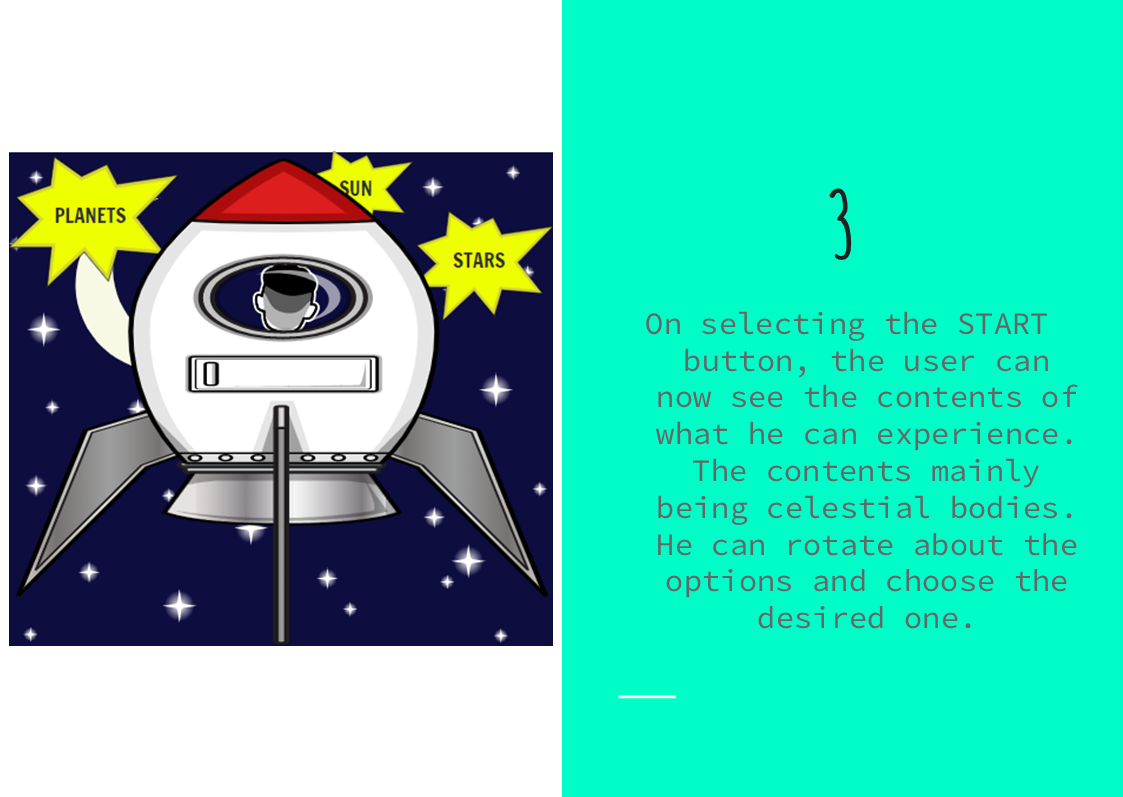 PLANETS
SUN
STARS
3
On selecting the START
button, the user can
now see the contents of
what he can experience.
The contents mainly
being celestial bodies.
He can rotate about the
options and choose the
desired one.